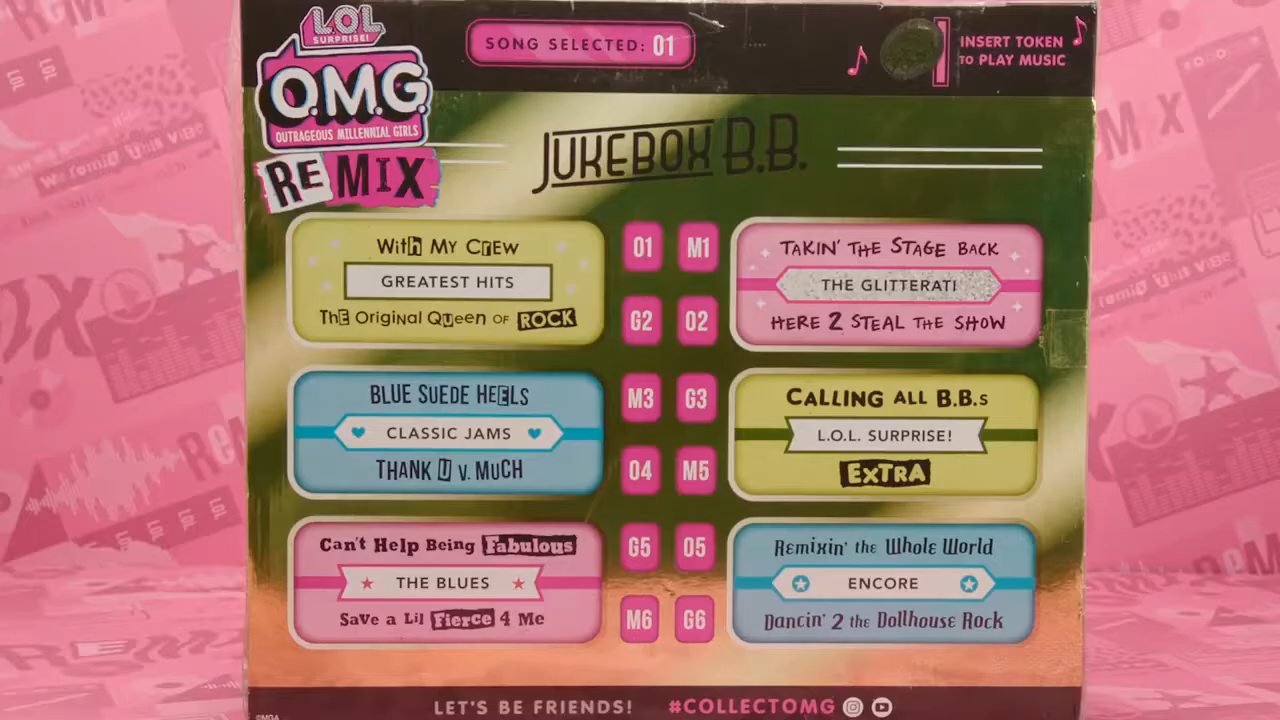 L.O.L
SURPRISE!
O.M.G.
OUTRAGEOUS MILLENNIAL GIRLS
REMIX
SONG SELECTED: 01
INSERT TOKEN
TO PLAY MUSIC
JUKEBOX B.B.
With My Crew
GREATEST HITS
The Original Queen of ROCK
01 M1
G2 02
TAKIN' THE STAGE BACK
THE GLITTERATI
HERE 2 STEAL THE SHOW
BLUE SUEDE HEELS
CLASSIC JAMS
THANK U V. MUCH
M3 G3
04 M5
CALLING ALL B.B.s
L.O.L. SURPRISE!
EXTRA
Can't Help Being Fabulous
THE BLUES
Save a Lil Fierce 4 Me
G5 05
M6 G6
Remixin' the Whole World
ENCORE
Dancin' 2 the Dollhouse Rock
LET'S BE FRIENDS! #COLLECTOMG
©MGA